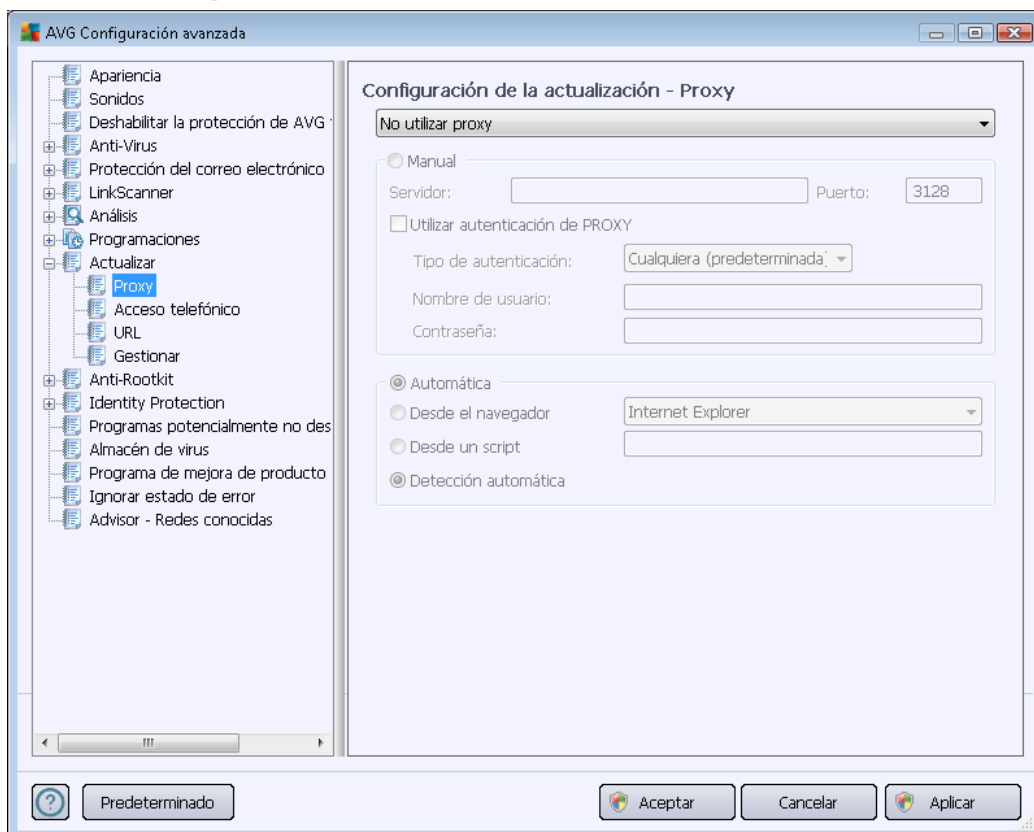 AVG Configuración avanzada
Apariencia
Sonidos
Deshabilitar la protección de AVG
Anti-Virus
Protección del correo electrónico
LinkScanner
Análisis
Programaciones
Actualizar
Proxy
Acceso telefónico
URL
Gestionar
Anti-Rootkit
Identity Protection
Programas potencialmente no des
Almacén de virus
Programa de mejora de producto
Ignorar estado de error
Advisor - Redes conocidas
Configuración de la actualización - Proxy
No utilizar proxy
Manual
Servidor: Puerto: 3128
Utilizar autenticación de PROXY
Tipo de autenticación: Cualquiera (predeterminada)
Nombre de usuario:
Contraseña:
Automática
Desde el navegador Internet Explorer
Desde un script
Detección automática
Predeterminado Aceptar Cancelar Aplicar